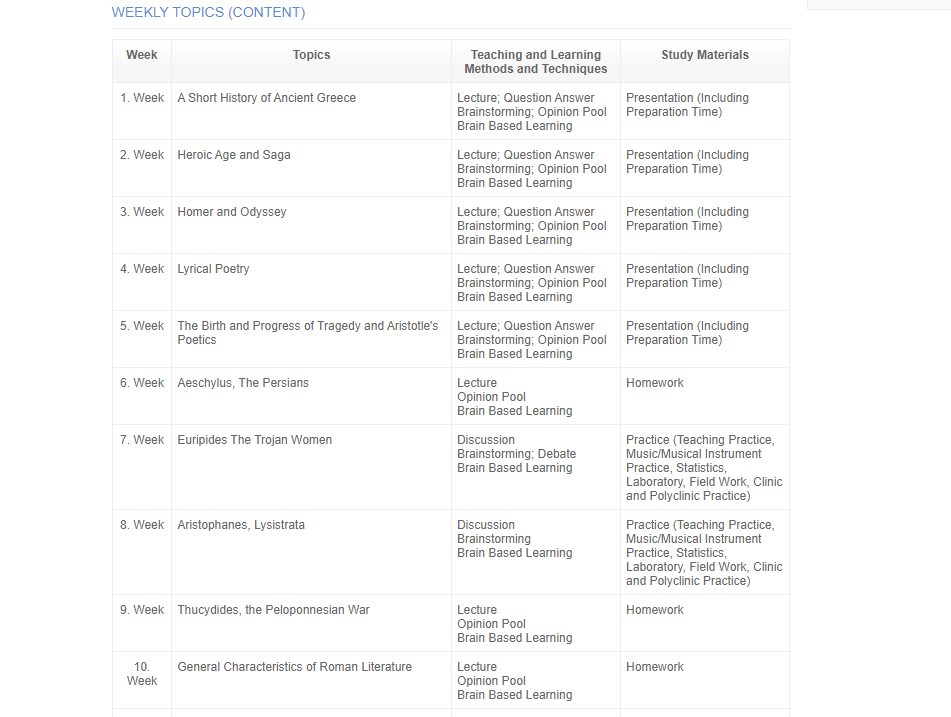 WEEKLY TOPICS (CONTENT)
Week Topics Teaching and Learning Methods and Techniques Study Materials
1. Week A Short History of Ancient Greece Lecture; Question Answer Presentation (Including
Brainstorming; Opinion Pool Preparation Time)
Brain Based Learning
2. Week Heroic Age and Saga Lecture; Question Answer Presentation (Including
Brainstorming; Opinion Pool Preparation Time)
Brain Based Learning
3. Week Homer and Odyssey Lecture; Question Answer Presentation (Including
Brainstorming; Opinion Pool Preparation Time)
Brain Based Learning
4. Week Lyrical Poetry Lecture; Question Answer Presentation (Including
Brainstorming; Opinion Pool Preparation Time)
Brain Based Learning
5. Week The Birth and Progress of Tragedy and Aristotle's Lecture; Question Answer Presentation (Including
Poetics Brainstorming; Opinion Pool Preparation Time)
Brain Based Learning
6. Week Aeschylus, The Persians Lecture Homework
Opinion Pool
Brain Based Learning
7. Week Euripides The Trojan Women Discussion Practice (Teaching Practice,
Brainstorming; Debate Music/Musical Instrument
Brain Based Learning Practice, Statistics,
Laboratory, Field Work, Clinic
and Polyclinic Practice)
8. Week Aristophanes, Lysistrata Discussion Practice (Teaching Practice,
Brainstorming Music/Musical Instrument
Brain Based Learning Practice, Statistics,
Laboratory, Field Work, Clinic
and Polyclinic Practice)
9. Week Thucydides, the Peloponnesian War Lecture Homework
Opinion Pool
Brain Based Learning
10. General Characteristics of Roman Literature Lecture Homework
Week Opinion Pool
Brain Based Learning